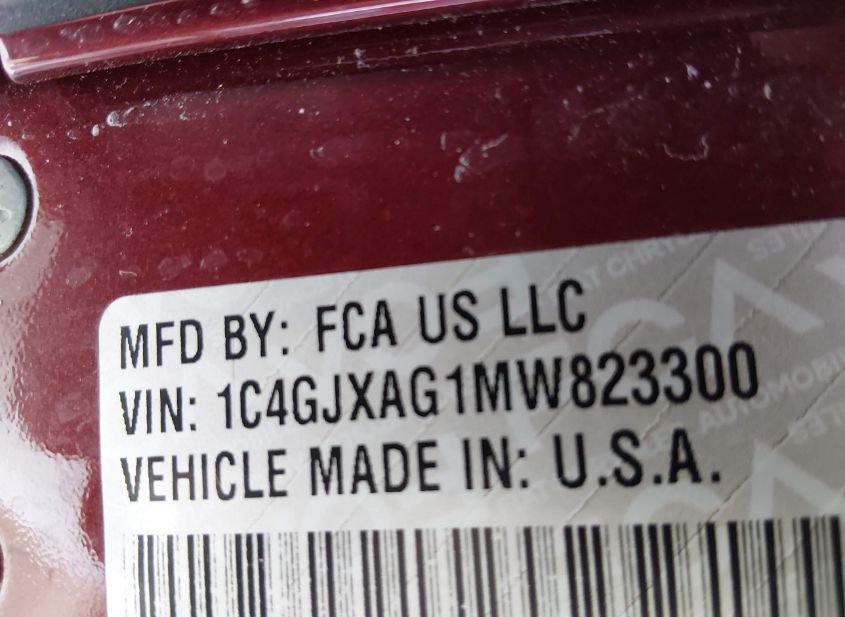 MFD BY: FCA US LLC
VIN: 1C4GJXAG1MW823300
VEHICLE MADE IN: U.S.A.